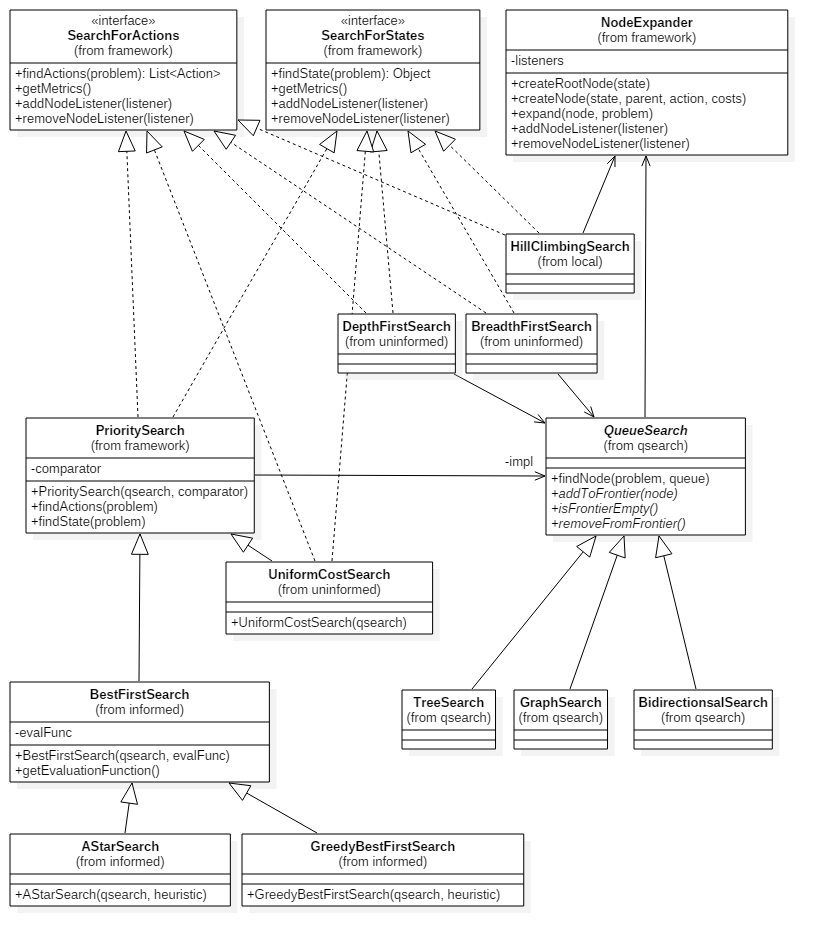 «interface»
SearchForActions
(from framework)
+findActions(problem): List<Action>
+getMetrics()
+addNodeListener(listener)
+removeNodeListener(listener)
«interface»
SearchForStates
(from framework)
+findState(problem): Object
+getMetrics()
+addNodeListener(listener)
+removeNodeListener(listener)
NodeExpander
(from framework)
-listeners
+createRootNode(state)
+createNode(state, parent, action, costs)
+expand(node, problem)
+addNodeListener(listener)
+removeNodeListener(listener)
HillClimbingSearch
(from local)
DepthFirstSearch
(from uninformed)
BreadthFirstSearch
(from uninformed)
PrioritySearch
(from framework)
-comparator
+PrioritySearch(qsearch, comparator)
+findActions(problem)
+findState(problem)
-impl
QueueSearch
(from qsearch)
+findNode(problem, queue)
+addToFrontier(node)
+isFrontierEmpty()
+removeFromFrontier()
UniformCostSearch
(from uninformed)
+UniformCostSearch(qsearch)
BestFirstSearch
(from informed)
-evalFunc
+BestFirstSearch(qsearch, evalFunc)
+getEvaluationFunction()
TreeSearch
(from qsearch)
GraphSearch
(from qsearch)
BidirectionsalSearch
(from qsearch)
AStarSearch
(from informed)
+AStarSearch(qsearch, heuristic)
GreedyBestFirstSearch
(from informed)
+GreedyBestFirstSearch(qsearch, heuristic)